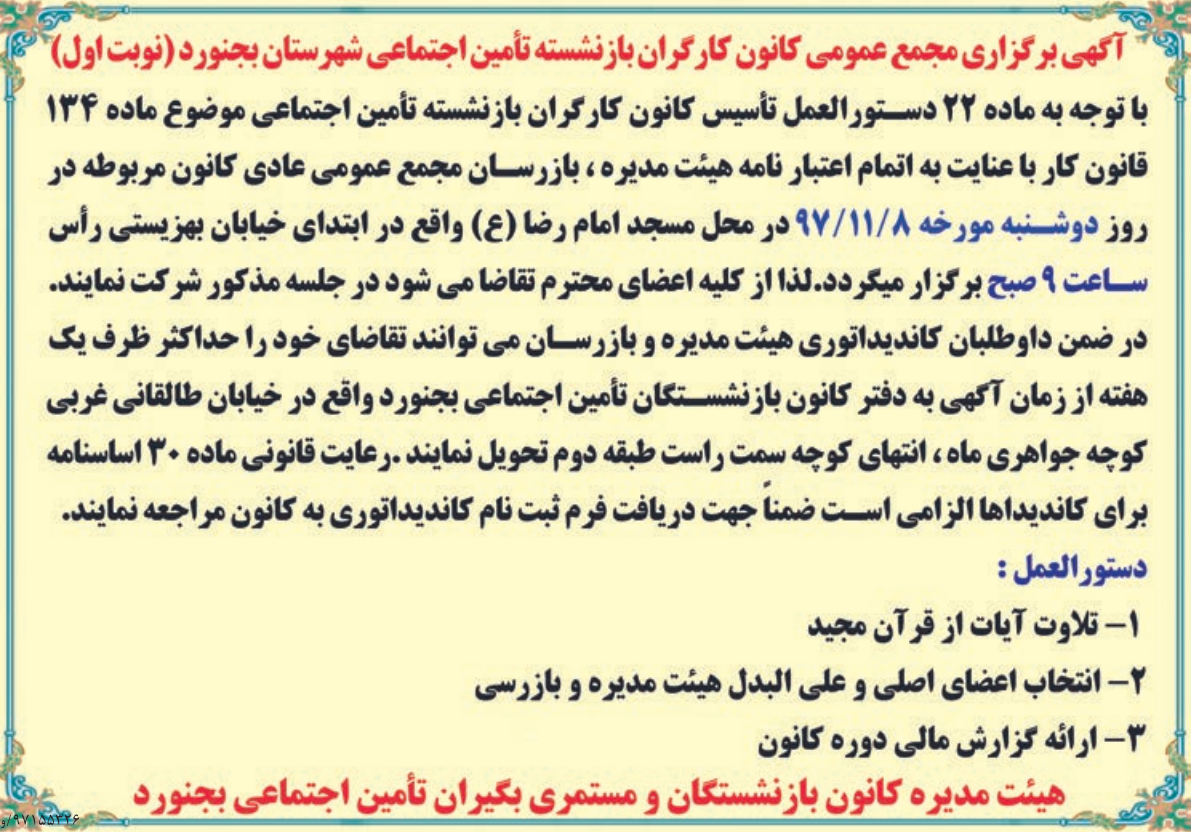 آگهی برگزاری مجمع عمومی کانون کارگران بازنشسته تأمین اجتماعی شهرستان بجنورد (نوبت اول)
با توجه به ماده ۲۲ دستورالعمل تأسیس کانون کارگران بازنشسته تأمین اجتماعی موضوع ماده ۱۳۴
قانون کار با عنایت به اتمام اعتبار نامه هیئت مدیره ، بازرسان مجمع عمومی عادی کانون مربوطه در
روز دوشنبه مورخه ۹۷/۱۱/۸ در محل مسجد امام رضا (ع) واقع در ابتدای خیابان بهزیستی رأس
ساعت ۹ صبح برگزار میگردد.لذا از کلیه اعضای محترم تقاضا می شود در جلسه مذکور شرکت نمایند.
در ضمن داوطلبان کاندیداتوری هیئت مدیره و بازرسان می توانند تقاضای خود را حداکثر ظرف یک
هفته از زمان آگهی به دفتر کانون بازنشستگان تأمین اجتماعی بجنورد واقع در خیابان طالقانی غربی
کوچه جواهری ماه ، انتهای کوچه سمت راست طبقه دوم تحویل نمایند .رعایت قانونی ماده ۳۰ اساسنامه
برای کاندیداها الزامی است ضمناً جهت دریافت فرم ثبت نام کاندیداتوری به کانون مراجعه نمایند.
دستورالعمل :
۱- تلاوت آیات از قرآن مجید
۲- انتخاب اعضای اصلی و علی البدل هیئت مدیره و بازرسی
۳- ارائه گزارش مالی دوره کانون
هیئت مدیره کانون بازنشستگان و مستمری بگیران تأمین اجتماعی بجنورد
۹۷۱۵۵۲۲۶/و